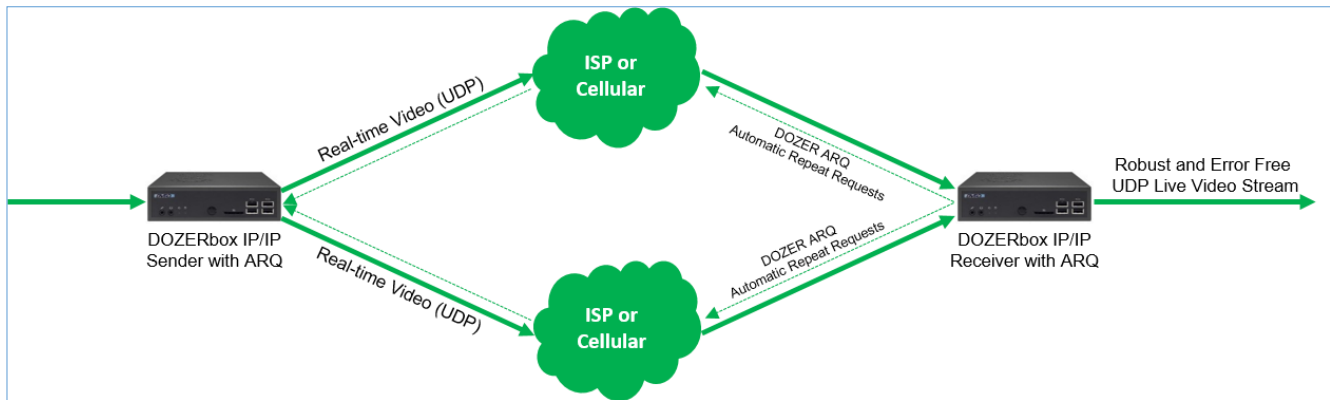 ISP or
Cellular
Real-time Video (UDP)
DOZER ARQ
Automatic Repeat Requests
Robust and Error Free
UDP Live Video Stream
DOZERbox IP/IP
Sender with ARQ
DOZERbox IP/IP
Receiver with ARQ
Real-time Video (UDP)
DOZER ARQ
Automatic Repeat Requests
ISP or
Cellular